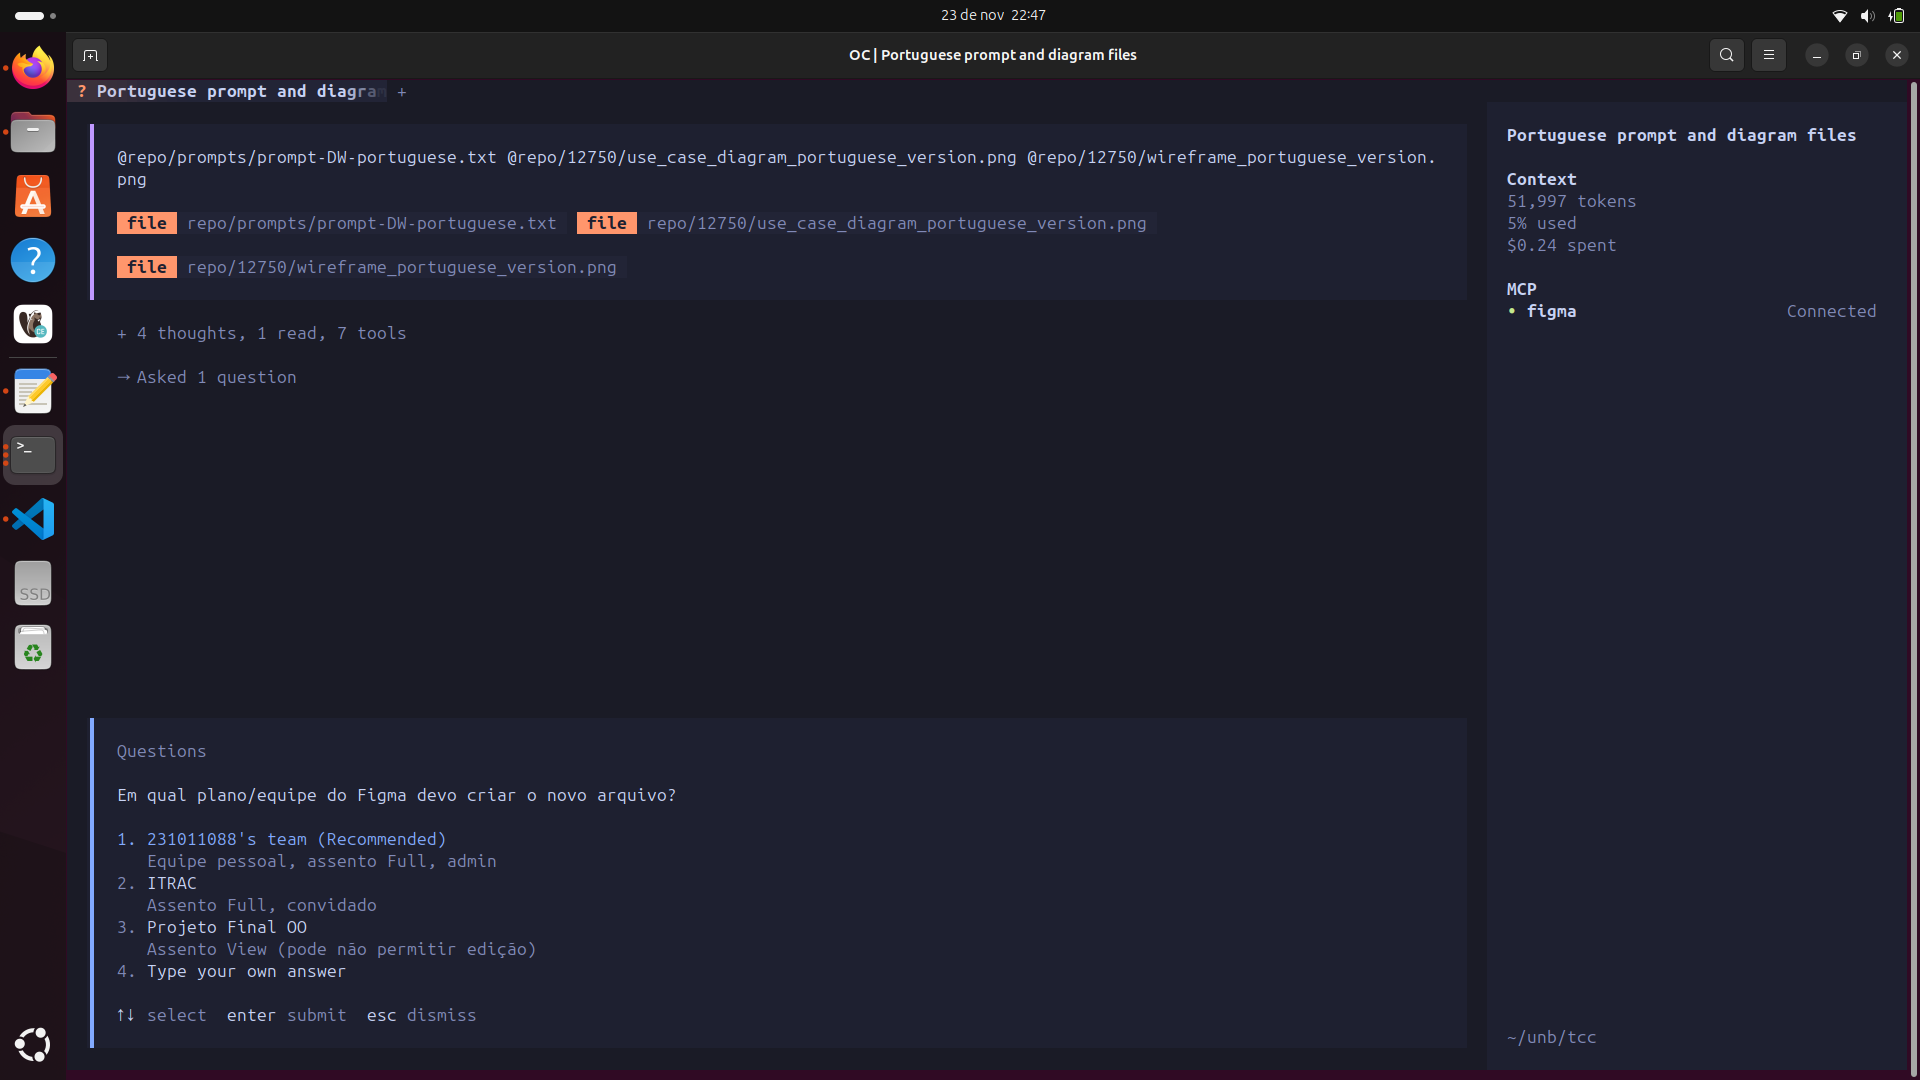 23 de nov 22:47
OC | Portuguese prompt and diagram files
? Portuguese prompt and diagram +
@repo/prompts/prompt-DW-portuguese.txt @repo/12750/use_case_diagram_portuguese_version.png @repo/12750/wireframe_portuguese_version.
png
file repo/prompts/prompt-DW-portuguese.txt file repo/12750/use_case_diagram_portuguese_version.png
file repo/12750/wireframe_portuguese_version.png
+ 4 thoughts, 1 read, 7 tools
→ Asked 1 question
Questions
Em qual plano/equipe do Figma devo criar o novo arquivo?
1. 231011088's team (Recommended)
Equipe pessoal, assento Full, admin
2. ITRAC
Assento Full, convidado
3. Projeto Final OO
Assento View (pode não permitir edição)
4. Type your own answer
↑↓ select enter submit esc dismiss
Portuguese prompt and diagram files
Context
51,997 tokens
5% used
$0.24 spent
MCP
• figma Connected
~/unb/tcc
SSD